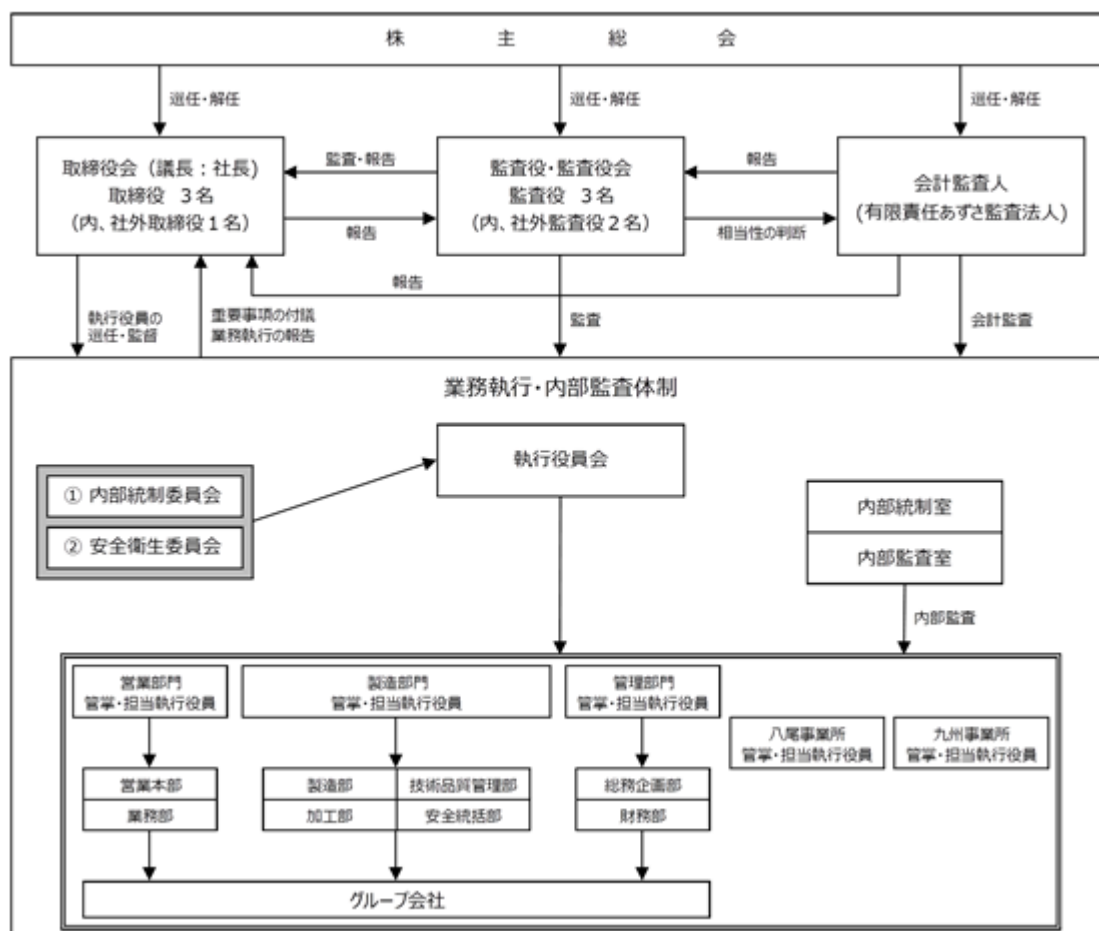 株主総会
選任・解任
選任・解任
選任・解任
取締役会（議長：社長）
取締役 3名
（内、社外取締役1名）
監査・報告
報告
監査役・監査役会
監査役 3名
（内、社外監査役2名）
報告
相当性の判断
会計監査人
（有限責任あずさ監査法人）
報告
執行役員の
選任・監督
重要事項の付議
業務執行の報告
監査
会計監査
業務執行・内部監査体制
執行役員会
① 内部統制委員会
② 安全衛生委員会
内部統制室
内部監査室
内部監査
営業部門
管掌・担当執行役員
製造部門
管掌・担当執行役員
管理部門
管掌・担当執行役員
八尾事業所
管掌・担当執行役員
九州事業所
管掌・担当執行役員
営業本部
業務部
製造部
技術品質管理部
加工部
安全統括部
総務企画部
財務部
グループ会社